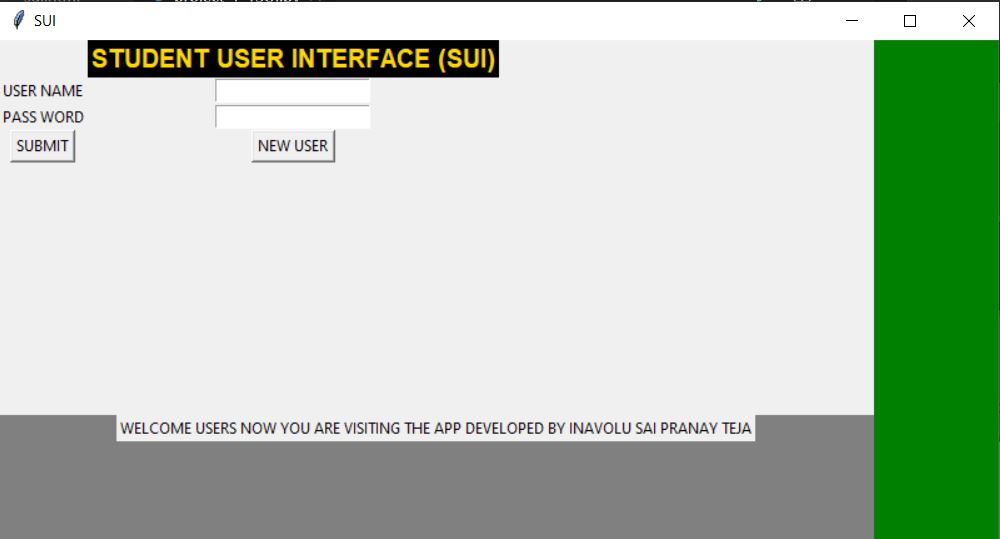 SUI
STUDENT USER INTERFACE (SUI)
USER NAME
PASS WORD
SUBMIT NEW USER
WELCOME USERS NOW YOU ARE VISITING THE APP DEVELOPED BY INAVOLU SAI PRANAY TEJA